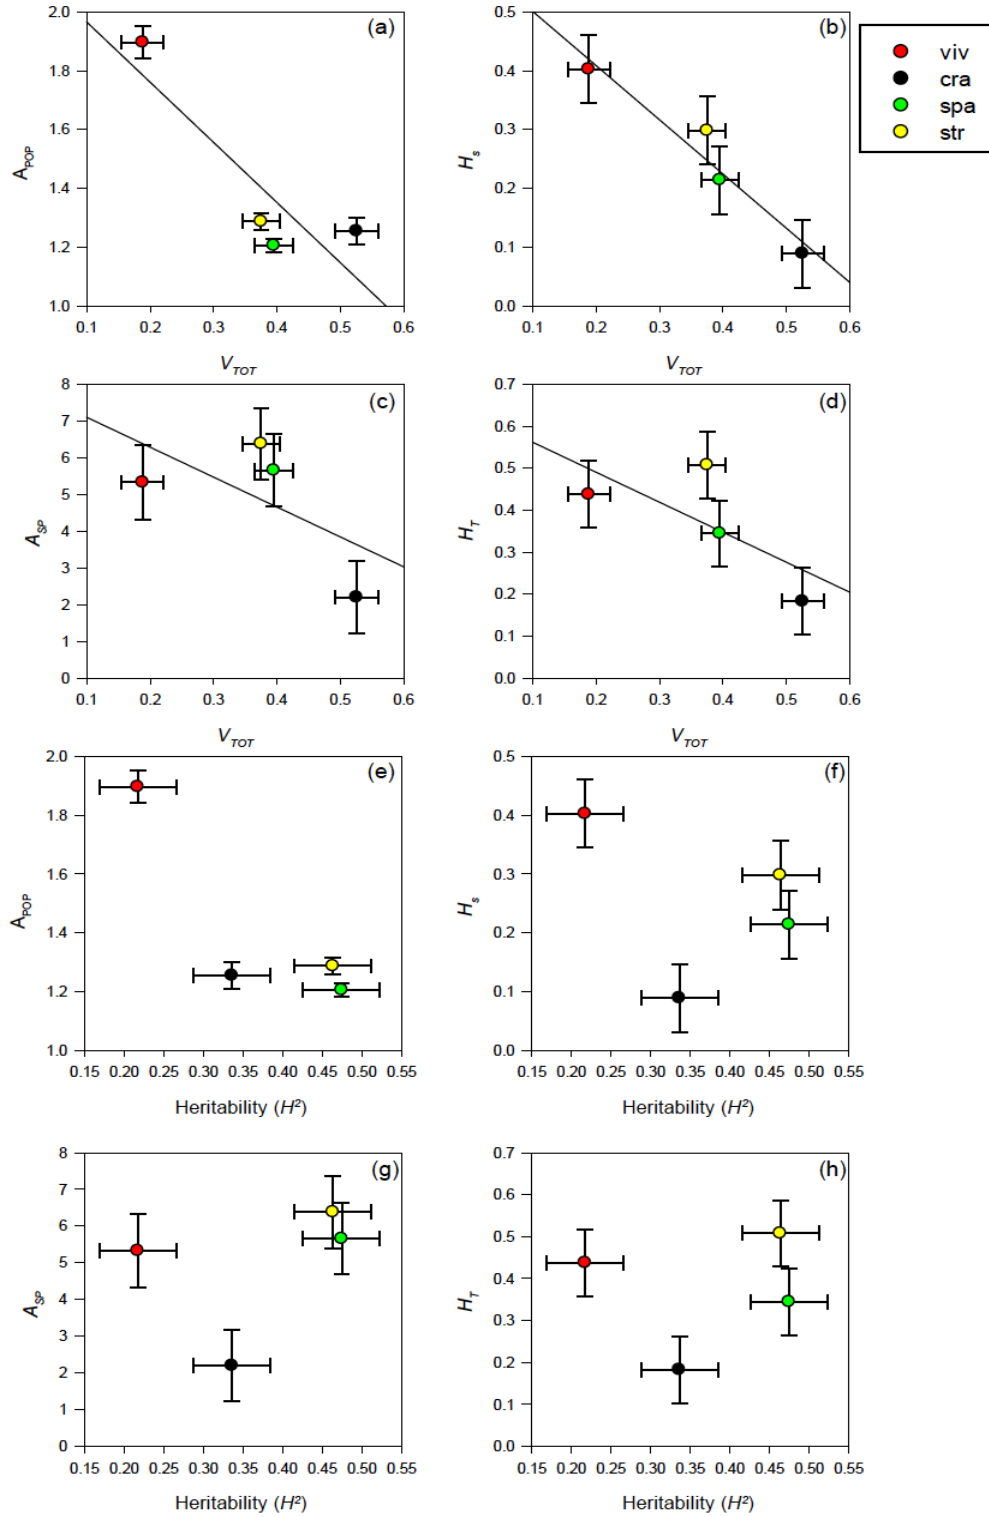 2.0
1.8
1.6
1.4
1.2
1.0
A_POP
(a)
0.1 0.2 0.3 0.4 0.5 0.6
V_TOT
0.5
0.4
0.3
0.2
0.1
0.0
H_s
(b)
0.1 0.2 0.3 0.4 0.5 0.6
V_TOT
viv
cra
spa
str
8
7
6
5
4
3
2
1
0
A_SP
(c)
0.1 0.2 0.3 0.4 0.5 0.6
V_TOT
0.7
0.6
0.5
0.4
0.3
0.2
0.1
0.0
H_T
(d)
0.1 0.2 0.3 0.4 0.5 0.6
V_TOT
2.0
1.8
1.6
1.4
1.2
1.0
A_POP
(e)
0.15 0.20 0.25 0.30 0.35 0.40 0.45 0.50 0.55
Heritability (H²)
0.5
0.4
0.3
0.2
0.1
0.0
H_s
(f)
0.15 0.20 0.25 0.30 0.35 0.40 0.45 0.50 0.55
Heritability (H²)
8
7
6
5
4
3
2
1
0
A_SP
(g)
0.15 0.20 0.25 0.30 0.35 0.40 0.45 0.50 0.55
Heritability (H²)
0.7
0.6
0.5
0.4
0.3
0.2
0.1
0.0
H_T
(h)
0.15 0.20 0.25 0.30 0.35 0.40 0.45 0.50 0.55
Heritability (H²)